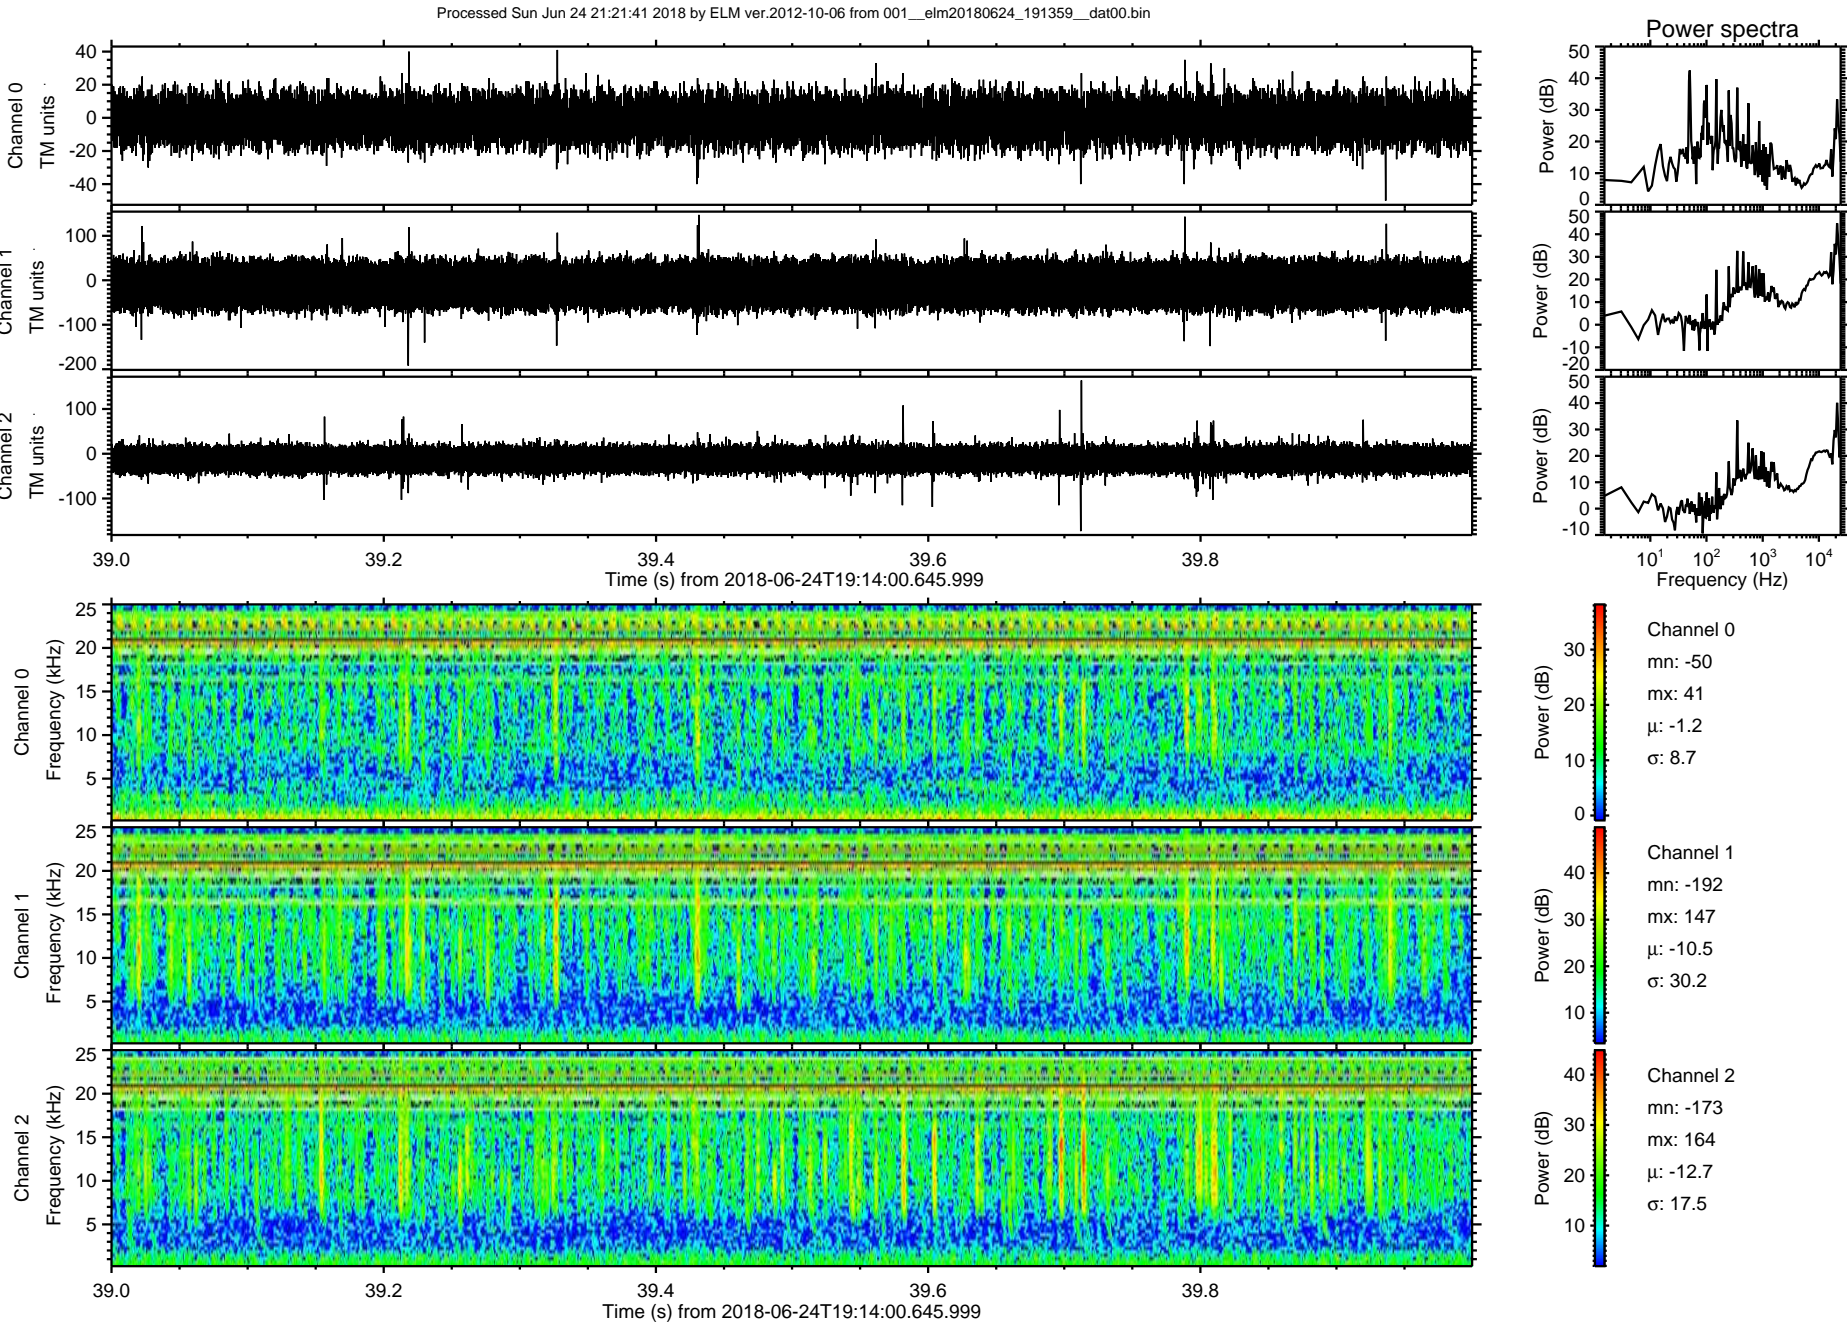 Processed Sun Jun 24 21:21:41 2018 by ELM ver.2012-10-06 from 001__elm20180624_191359__dat00.bin
Power spectra
Channel 0
TM units
40
20
0
-20
-40
Power (dB)
50
40
30
20
10
0
Channel 1
TM units
100
0
-100
-200
Power (dB)
50
40
30
20
10
0
-10
-20
Channel 2
TM units
100
0
-100
Power (dB)
50
40
30
20
10
0
-10
39.0 39.2 39.4 39.6 39.8
Time (s) from 2018-06-24T19:14:00.645.999
10¹ 10² 10³ 10⁴
Frequency (Hz)
Channel 0
Frequency (kHz)
25
20
15
10
5
Power (dB)
30
20
10
0
Channel 0
mn: -50
mx: 41
μ: -1.2
σ: 8.7
Channel 1
Frequency (kHz)
25
20
15
10
5
Power (dB)
40
30
20
10
Channel 1
mn: -192
mx: 147
μ: -10.5
σ: 30.2
Channel 2
Frequency (kHz)
25
20
15
10
5
Power (dB)
40
30
20
10
Channel 2
mn: -173
mx: 164
μ: -12.7
σ: 17.5
39.0 39.2 39.4 39.6 39.8
Time (s) from 2018-06-24T19:14:00.645.999